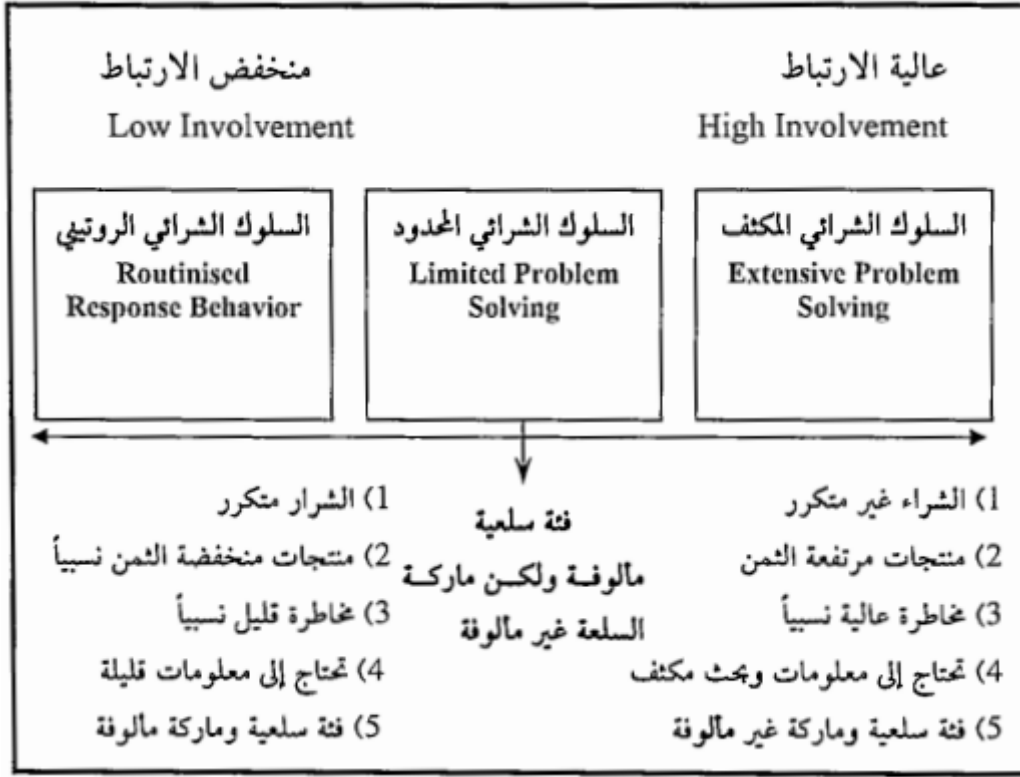 عالية الارتباط
High Involvement
منخفض الارتباط
Low Involvement
السلوك الشرائي المكثف
Extensive Problem
Solving
السلوك الشرائي المحدود
Limited Problem
Solving
السلوك الشرائي الروتيني
Routinised
Response Behavior
1) الشراء غير متكرر
2) منتجات مرتفعة الثمن
3) مخاطرة عالية نسبياً
4) تحتاج إلى معلومات وبحث مكثف
5) فئة سلعية وماركة غير مألوفة
فئة سلعية
مألوفة ولكن ماركة
السلعة غير مألوفة
1) الشرار متكرر
2) منتجات منخفضة الثمن نسبياً
3) مخاطرة قليل نسبياً
4) تحتاج إلى معلومات قليلة
5) فئة سلعية وماركة مألوفة